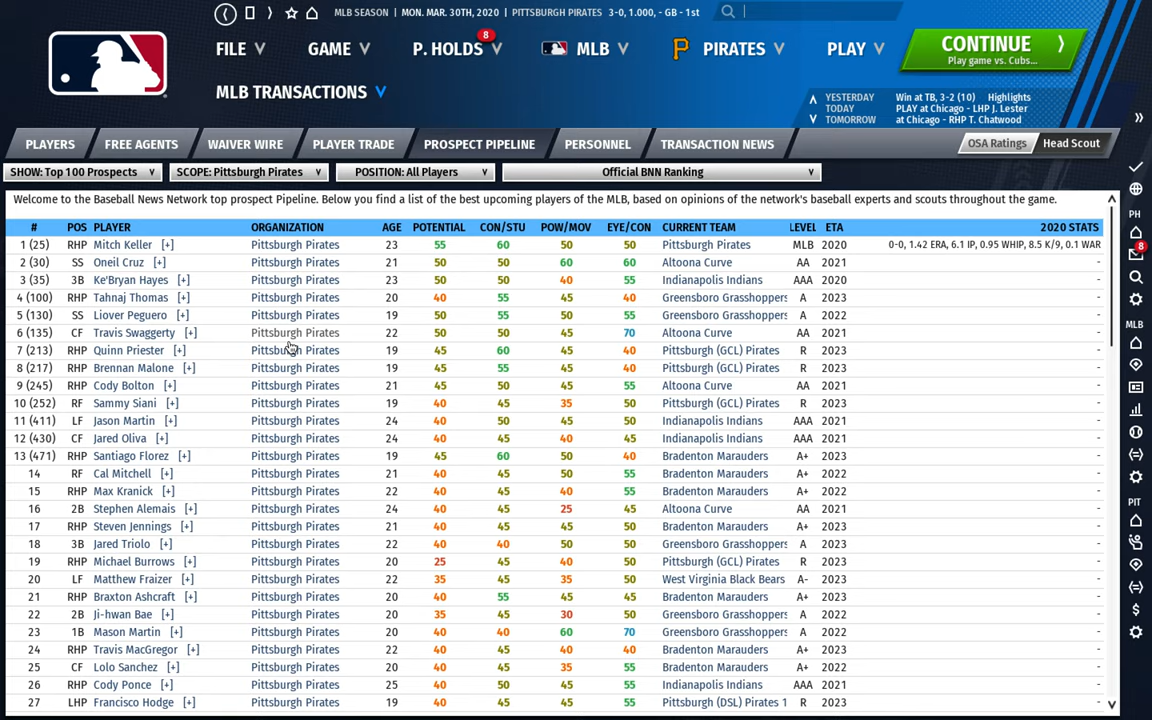 MLB SEASON | MON. MAR. 30TH, 2020 | PITTSBURGH PIRATES 3-0, 1.000, - GB - 1st
FILE GAME P. HOLDS 8 MLB PIRATES PLAY CONTINUE
Play game vs. Cubs...
MLB TRANSACTIONS
YESTERDAY Win at TB, 3-2 (10) Highlights
TODAY PLAY at Chicago - LHP J. Lester
TOMORROW at Chicago - RHP T. Chatwood
PLAYERS FREE AGENTS WAIVER WIRE PLAYER TRADE PROSPECT PIPELINE PERSONNEL TRANSACTION NEWS OSA Ratings Head Scout
SHOW: Top 100 Prospects SCOPE: Pittsburgh Pirates POSITION: All Players Official BNN Ranking
Welcome to the Baseball News Network top prospect Pipeline. Below you find a list of the best upcoming players of the MLB, based on opinions of the network's baseball experts and scouts throughout the game.
# POS PLAYER ORGANIZATION AGE POTENTIAL CON/STU POW/MOV EYE/CON CURRENT TEAM LEVEL ETA 2020 STATS
1 (25) RHP Mitch Keller [+] Pittsburgh Pirates 23 55 60 50 50 Pittsburgh Pirates MLB 2020 0-0, 1.42 ERA, 6.1 IP, 0.95 WHIP, 8.5 K/9, 0.1 WAR
2 (30) SS Oneil Cruz [+] Pittsburgh Pirates 21 50 50 60 60 Altoona Curve AA 2021 -
3 (35) 3B Ke'Bryan Hayes [+] Pittsburgh Pirates 23 50 50 40 55 Indianapolis Indians AAA 2020 -
4 (100) RHP Tahnaj Thomas [+] Pittsburgh Pirates 20 40 55 45 40 Greensboro Grasshoppers A 2023 -
5 (130) SS Liover Peguero [+] Pittsburgh Pirates 19 50 55 50 55 Greensboro Grasshoppers A 2022 -
6 (135) CF Travis Swaggerty [+] Pittsburgh Pirates 22 50 50 45 70 Altoona Curve AA 2021 -
7 (213) RHP Quinn Priester [+] Pittsburgh Pirates 19 45 60 45 40 Pittsburgh (GCL) Pirates R 2023 -
8 (217) RHP Brennan Malone [+] Pittsburgh Pirates 19 45 55 45 40 Pittsburgh (GCL) Pirates R 2023 -
9 (245) RHP Cody Bolton [+] Pittsburgh Pirates 21 45 50 45 55 Altoona Curve AA 2021 -
10 (252) RF Sammy Siani [+] Pittsburgh Pirates 19 40 45 35 50 Pittsburgh (GCL) Pirates R 2023 -
11 (411) LF Jason Martin [+] Pittsburgh Pirates 24 40 50 45 50 Indianapolis Indians AAA 2021 -
12 (430) CF Jared Oliva [+] Pittsburgh Pirates 24 40 45 40 45 Indianapolis Indians AAA 2021 -
13 (471) RHP Santiago Florez [+] Pittsburgh Pirates 19 45 60 50 40 Bradenton Marauders A+ 2023 -
14 RF Cal Mitchell [+] Pittsburgh Pirates 21 40 45 50 55 Bradenton Marauders A+ 2022 -
15 RHP Max Kranick [+] Pittsburgh Pirates 22 40 45 40 55 Bradenton Marauders A+ 2022 -
16 2B Stephen Alemais [+] Pittsburgh Pirates 24 40 45 25 45 Altoona Curve AA 2021 -
17 RHP Steven Jennings [+] Pittsburgh Pirates 21 40 45 45 50 Bradenton Marauders A+ 2023 -
18 3B Jared Triolo [+] Pittsburgh Pirates 22 40 40 50 50 Greensboro Grasshoppers A 2023 -
19 RHP Michael Burrows [+] Pittsburgh Pirates 20 25 45 40 50 Pittsburgh (GCL) Pirates R 2023 -
20 LF Matthew Fraizer [+] Pittsburgh Pirates 22 35 45 35 50 West Virginia Black Bears A- 2023 -
21 RHP Braxton Ashcraft [+] Pittsburgh Pirates 20 40 55 45 45 Bradenton Marauders A+ 2023 -
22 2B Ji-hwan Bae [+] Pittsburgh Pirates 20 35 45 30 50 Greensboro Grasshoppers A 2022 -
23 1B Mason Martin [+] Pittsburgh Pirates 20 40 40 60 70 Greensboro Grasshoppers A 2022 -
24 RHP Travis MacGregor [+] Pittsburgh Pirates 22 40 45 40 40 Bradenton Marauders A+ 2023 -
25 CF Lolo Sanchez [+] Pittsburgh Pirates 20 40 45 35 55 Bradenton Marauders A+ 2022 -
26 RHP Cody Ponce [+] Pittsburgh Pirates 25 40 50 45 55 Indianapolis Indians AAA 2021 -
27 LHP Francisco Hodge [+] Pittsburgh Pirates 19 40 45 45 55 Pittsburgh (DSL) Pirates 1 R 2023 -
PH
8
MLB
PIT